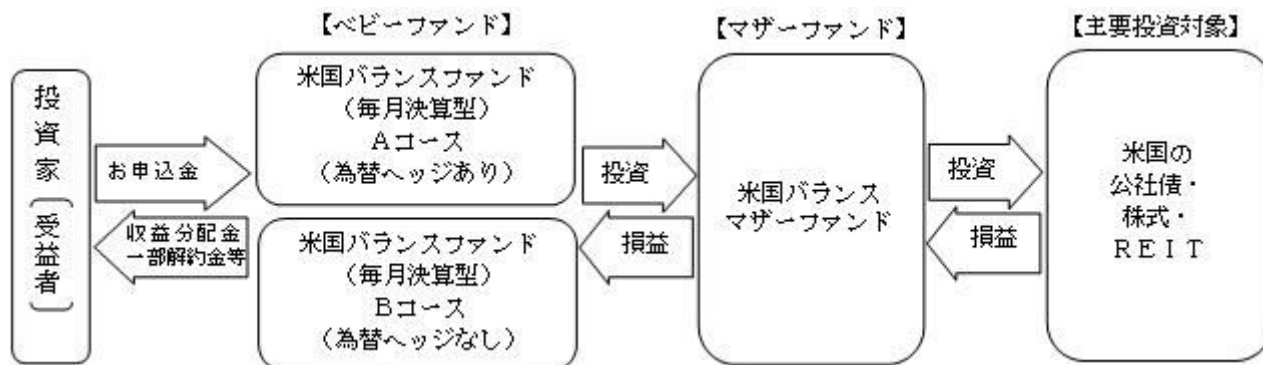 【ベビーファンド】
【マザーファンド】
【主要投資対象】
投資家
〔受益者〕
お申込金
収益分配金
一部解約金等
米国バランスファンド
(毎月決算型)
Aコース
(為替ヘッジあり)
米国バランスファンド
(毎月決算型)
Bコース
(為替ヘッジなし)
投資
損益
米国バランス
マザーファンド
投資
損益
米国の
公社債・
株式・
REIT